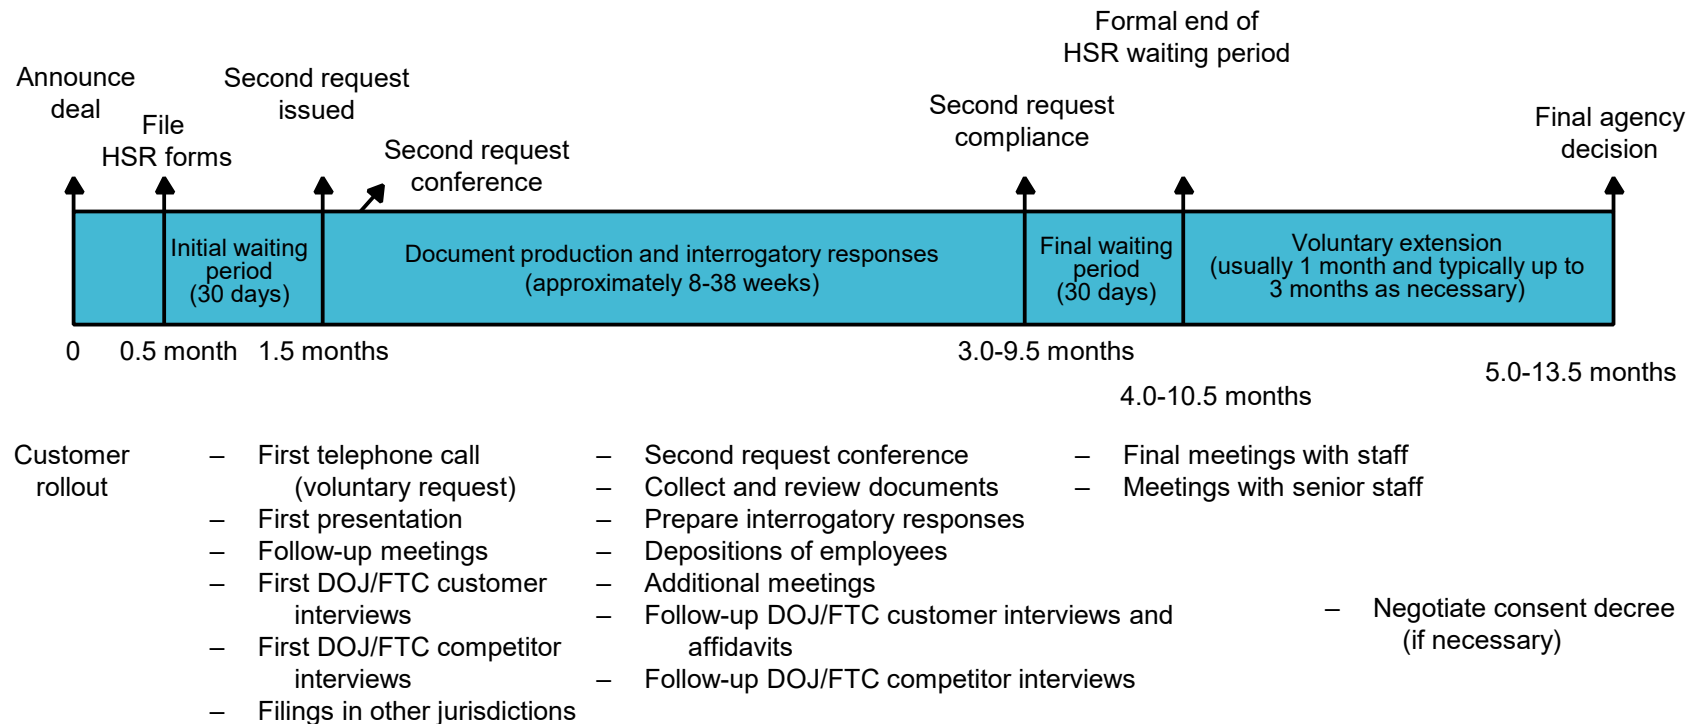 Announce
deal
File
HSR forms
Second request
issued
Second request
conference
Second request
compliance
Formal end of
HSR waiting period
Final agency
decision
Initial waiting
period
(30 days)
Document production and interrogatory responses
(approximately 8-38 weeks)
Final waiting
period
(30 days)
Voluntary extension
(usually 1 month and typically up to
3 months as necessary)
0
0.5 month
1.5 months
3.0-9.5 months
4.0-10.5 months
5.0-13.5 months
Customer
rollout
– First telephone call
(voluntary request)
– First presentation
– Follow-up meetings
– First DOJ/FTC customer
interviews
– First DOJ/FTC competitor
interviews
– Filings in other jurisdictions
– Second request conference
– Collect and review documents
– Prepare interrogatory responses
– Depositions of employees
– Additional meetings
– Follow-up DOJ/FTC customer interviews and
affidavits
– Follow-up DOJ/FTC competitor interviews
– Final meetings with staff
– Meetings with senior staff
– Negotiate consent decree
(if necessary)